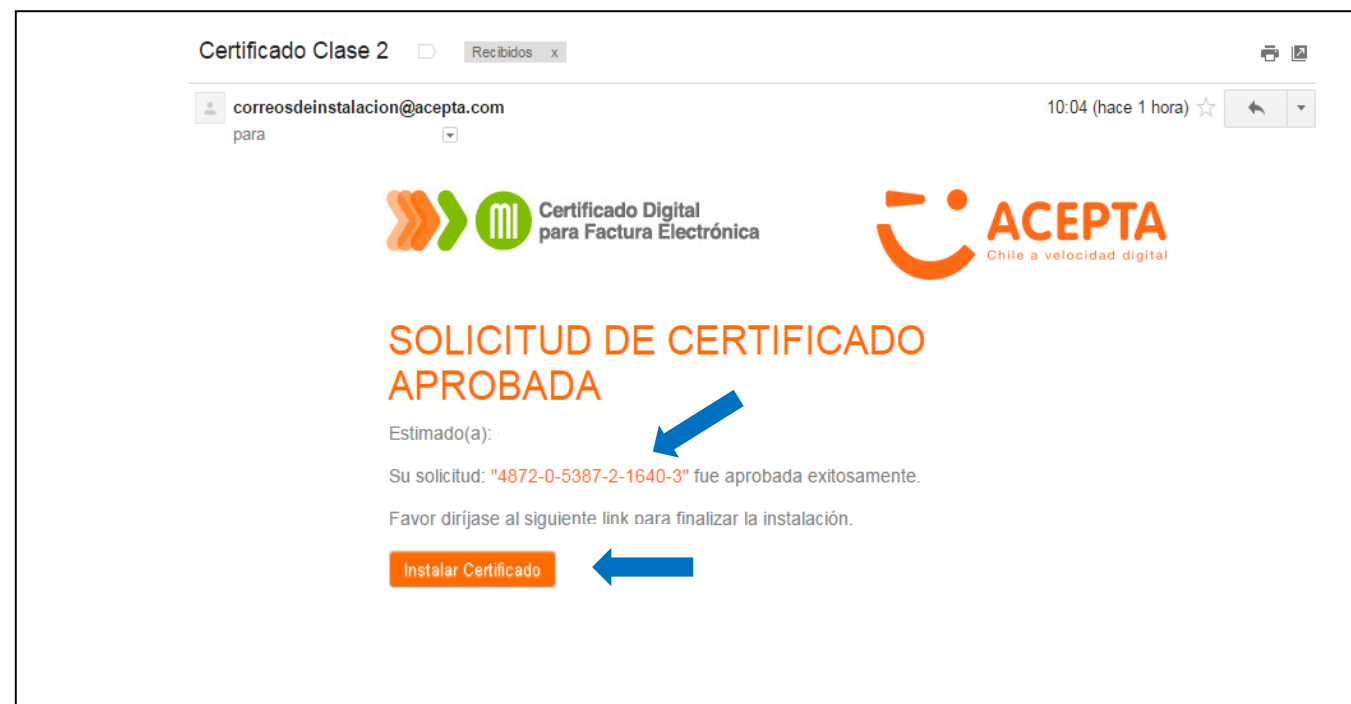 Certificado Clase 2 Recibidos x
correosdeinstalacion@acepta.com 10:04 (hace 1 hora)
para
MI Certificado Digital
para Factura Electrónica
ACEPTA
Chile a velocidad digital
SOLICITUD DE CERTIFICADO
APROBADA
Estimado(a):
Su solicitud: "4872-0-5387-2-1640-3" fue aprobada exitosamente.
Favor diríjase al siguiente link para finalizar la instalación.
Instalar Certificado